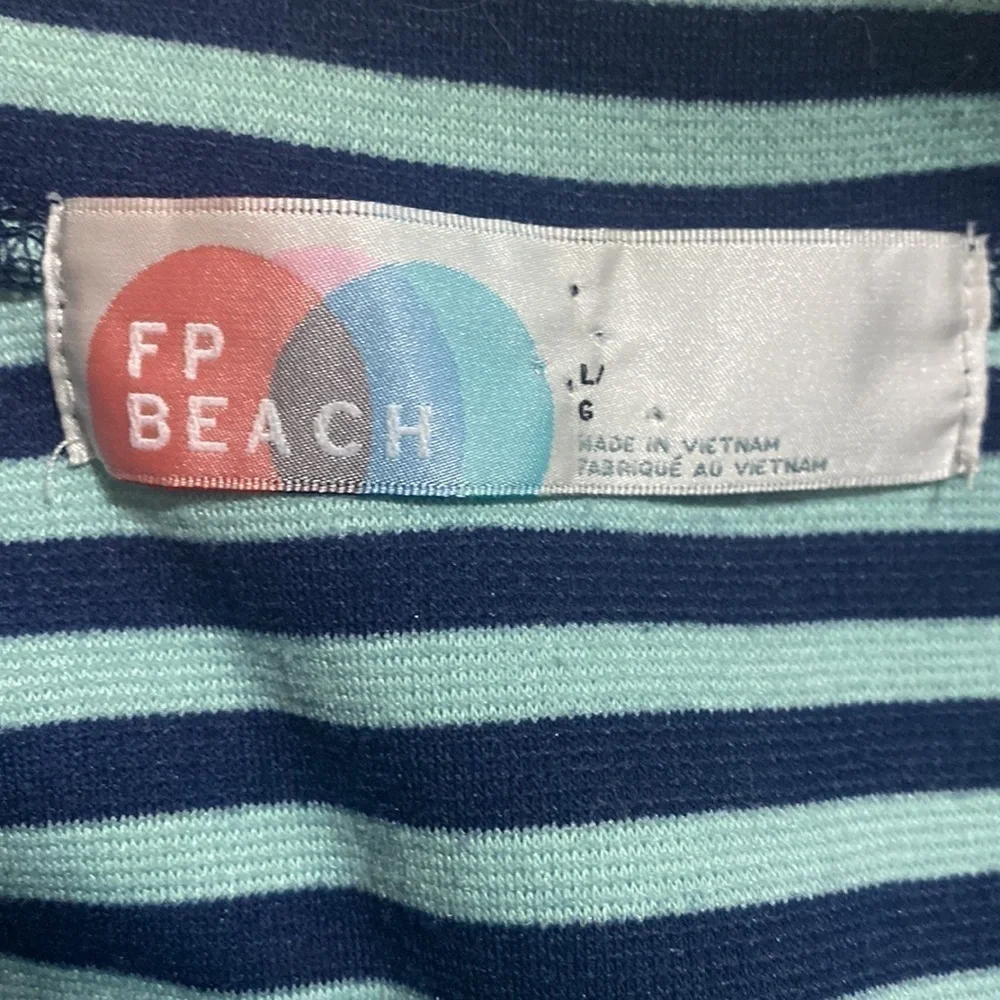 FP
BEACH
L/
G
MADE IN VIETNAM
FABRIQUÉ AU VIETNAM